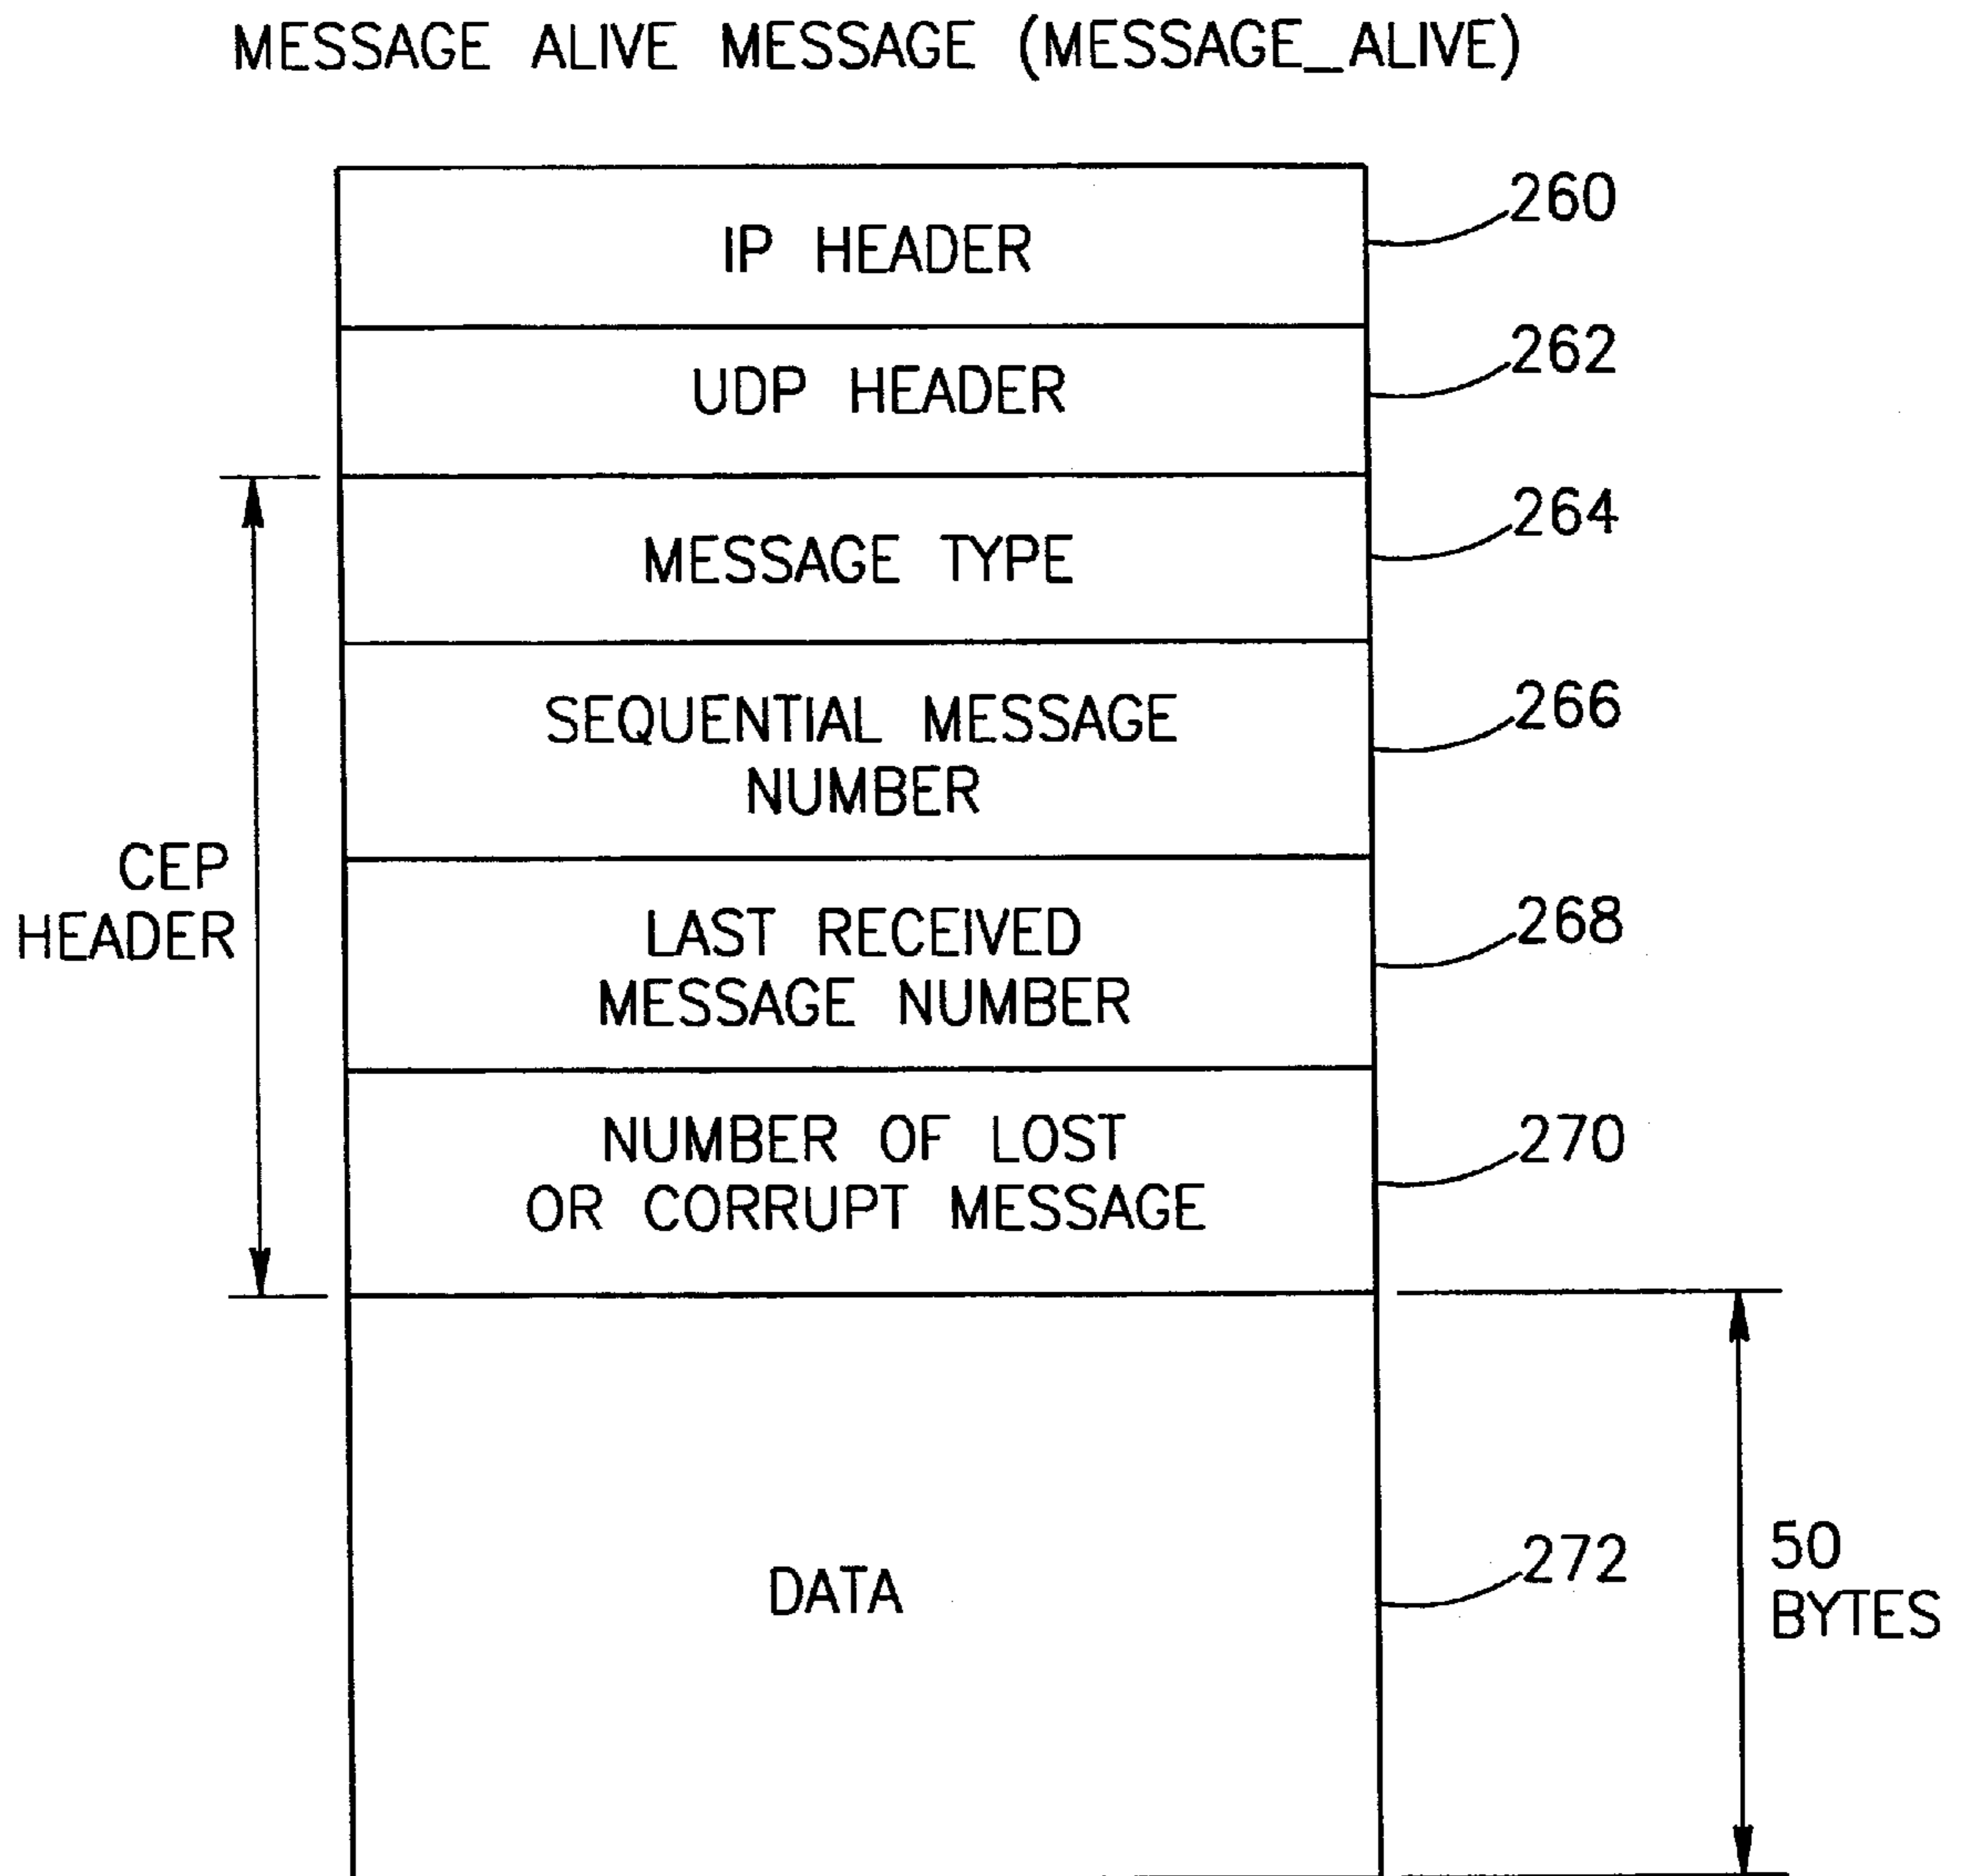 MESSAGE ALIVE MESSAGE (MESSAGE_ALIVE)
IP HEADER
260
UDP HEADER
262
MESSAGE TYPE
264
SEQUENTIAL MESSAGE
NUMBER
266
CEP
HEADER
LAST RECEIVED
MESSAGE NUMBER
268
NUMBER OF LOST
OR CORRUPT MESSAGE
270
DATA
272
50
BYTES